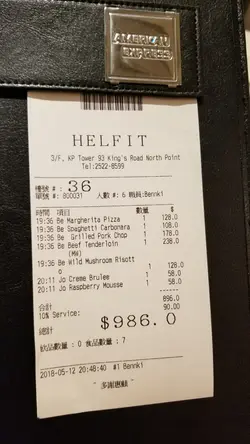 AMERICAN
EXPRESS
HELFIT
3/F, KP Tower 93 King's Road North Point
Tel:2522-8599
檯號 #: 36
單號 #: 800031 人數 #: 6 職員:Bennki
時間 項目 數量 $
19:36 Be Margherita Pizza 1 128.0
19:36 Be Spaghetti Carbonara 1 108.0
19:36 Be Grilled Pork Chop 1 178.0
19:36 Be Beef Tenderloin 1 238.0
(MW)
19:36 Be Wild Mushroom Risott
o 1 128.0
20:11 Jo Creme Brulee 1 58.0
20:11 Jo Raspberry Mousse 1 58.0
合計 896.0
10% Service: 90.00
總計 $986.0
飲品數量 : 0 食品數量 : 7
2018-05-12 20:48:40 #1 Bennki
" 多謝惠顧 "